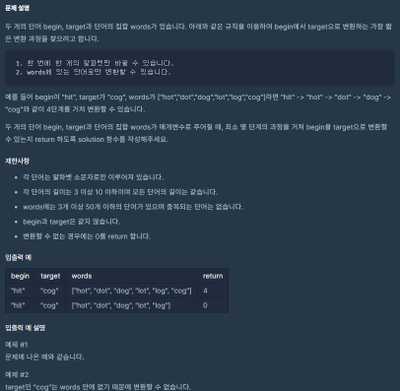 문제 설명
두 개의 단어 begin, target과 단어의 집합 words가 있습니다. 아래와 같은 규칙을 이용하여 begin에서 target으로 변환하는 가장 짧
은 변환 과정을 찾으려고 합니다.
1. 한 번에 한 개의 알파벳만 바꿀 수 있습니다.
2. words에 있는 단어로만 변환할 수 있습니다.
예를 들어 begin이 "hit", target가 "cog", words가 ["hot","dot","dog","lot","log","cog"]라면 "hit" -> "hot" -> "dot" -> "dog" ->
"cog"와 같이 4단계를 거쳐 변환할 수 있습니다.
두 개의 단어 begin, target과 단어의 집합 words가 매개변수로 주어질 때, 최소 몇 단계의 과정을 거쳐 begin을 target으로 변환할
수 있는지 return 하도록 solution 함수를 작성해주세요.
제한사항
• 각 단어는 알파벳 소문자로만 이루어져 있습니다.
• 각 단어의 길이는 3 이상 10 이하이며 모든 단어의 길이는 같습니다.
• words에는 3개 이상 50개 이하의 단어가 있으며 중복되는 단어는 없습니다.
• begin과 target은 같지 않습니다.
• 변환할 수 없는 경우에는 0를 return 합니다.
입출력 예
begin target words return
"hit" "cog" ["hot", "dot", "dog", "lot", "log", "cog"] 4
"hit" "cog" ["hot", "dot", "dog", "lot", "log"] 0
입출력 예 설명
예제 #1
문제에 나온 예와 같습니다.
예제 #2
target인 "cog"는 words 안에 없기 때문에 변환할 수 없습니다.